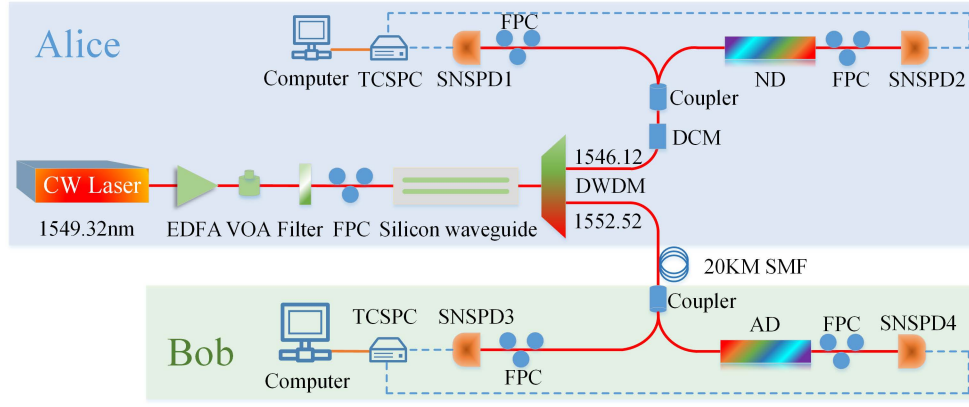 Alice
FPC
Computer
TCSPC
SNSPD1
ND
FPC
SNSPD2
Coupler
DCM
1546.12
CW Laser
DWDM
1549.32nm
EDFA
VOA
Filter
FPC
Silicon waveguide
1552.52
20KM SMF
Coupler
TCSPC
SNSPD3
AD
FPC
SNSPD4
Bob
Computer
FPC